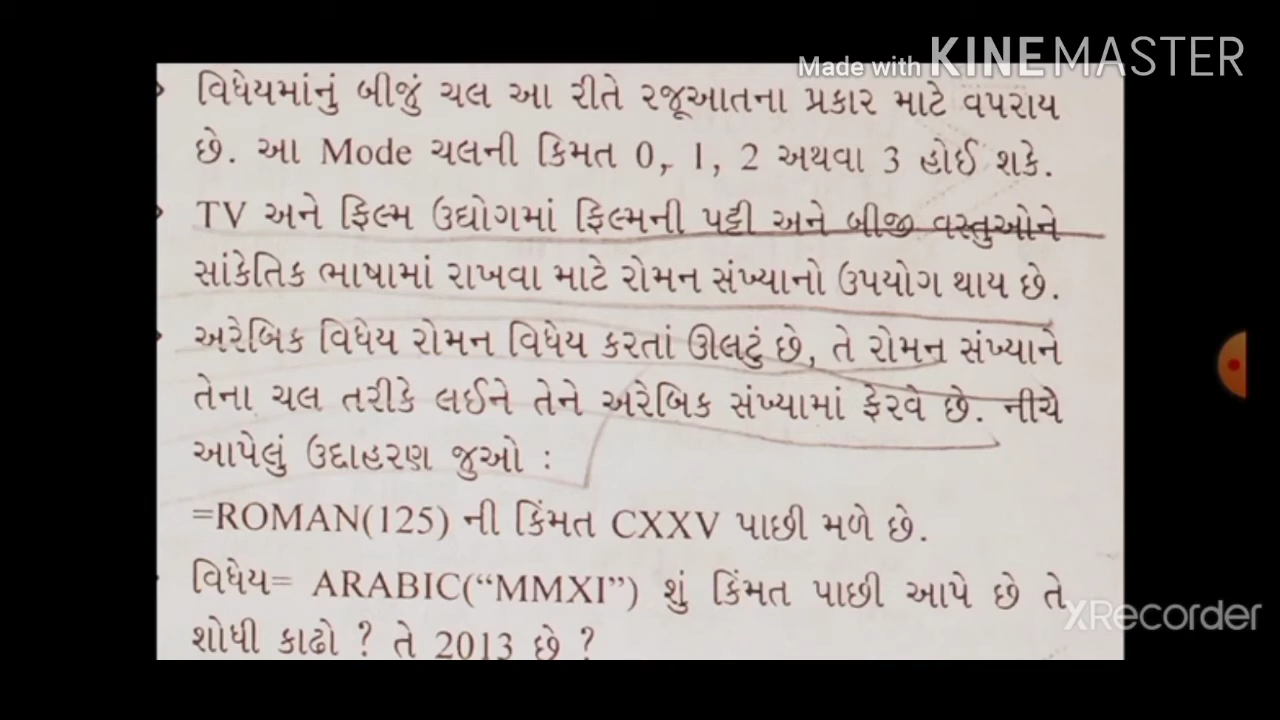 Made with KINEMASTER
વિધેયમાંનું બીજું ચલ આ રીતે રજૂઆતના પ્રકાર માટે વપરાય
છે. આ Mode ચલની કિંમત 0, 1, 2 અથવા 3 હોઈ શકે.
TV અને ફિલ્મ ઉદ્યોગમાં ફિલ્મની પટ્ટી અને બીજી વસ્તુઓને
સાંકેતિક ભાષામાં રાખવા માટે રોમન સંખ્યાનો ઉપયોગ થાય છે.
અરેબિક વિધેય રોમન વિધેય કરતાં ઊલટું છે, તે રોમન સંખ્યાને
તેના ચલ તરીકે લઈને તેને અરેબિક સંખ્યામાં ફેરવે છે. નીચે
આપેલું ઉદાહરણ જુઓ :
=ROMAN(125) ની કિંમત CXXV પાછી મળે છે.
વિધેય= ARABIC(“MMXI”) શું કિંમત પાછી આપે છે તે
શોધી કાઢો ? તે 2013 છે ?
XRecorder